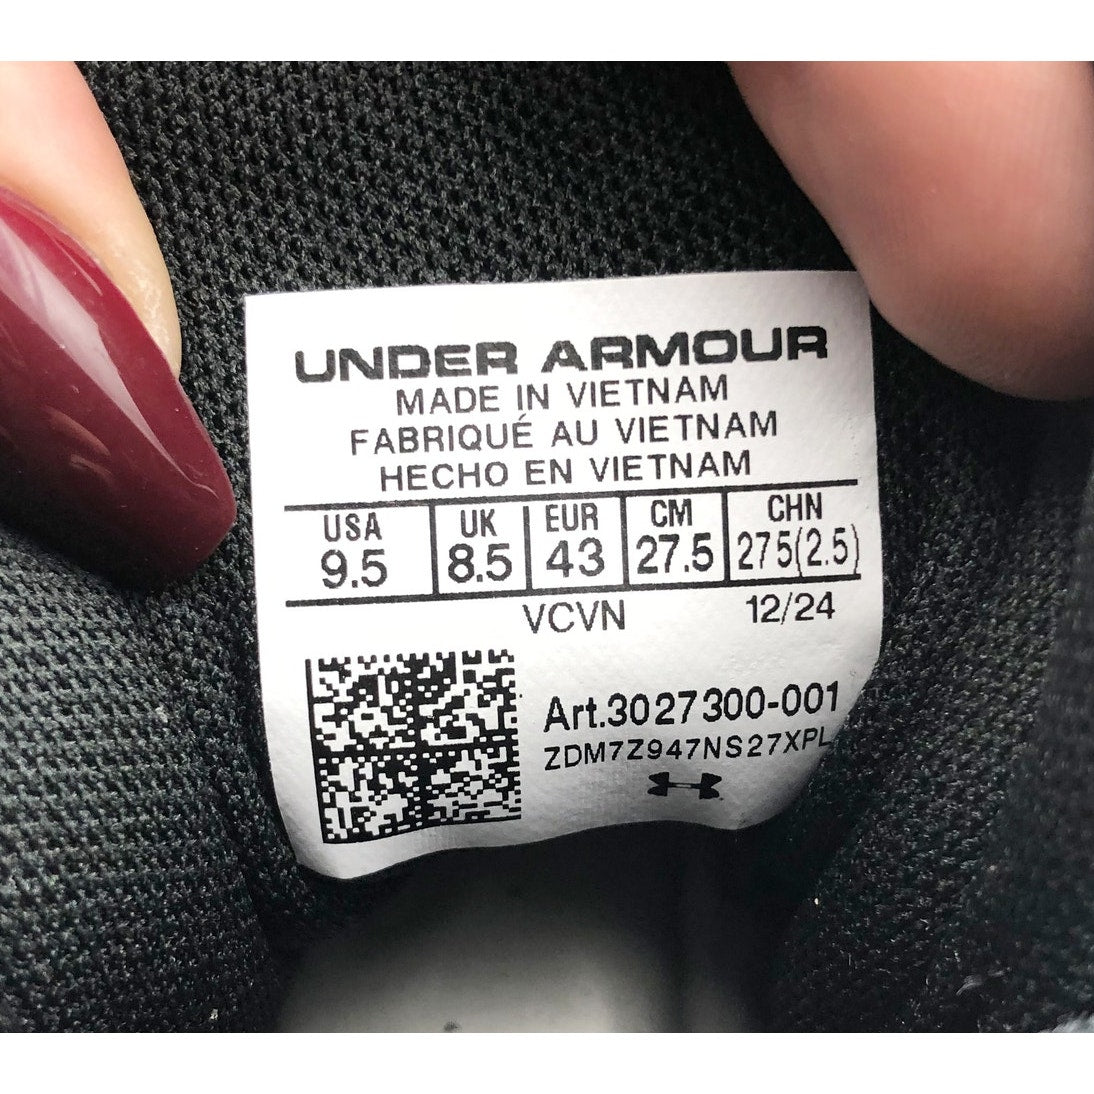 UNDER ARMOUR
MADE IN VIETNAM
FABRIQUÉ AU VIETNAM
HECHO EN VIETNAM
USA UK EUR CM CHN
9.5 8.5 43 27.5 275(2.5)
VCVN 12/24
Art.3027300-001
ZDM7Z947NS27XPL